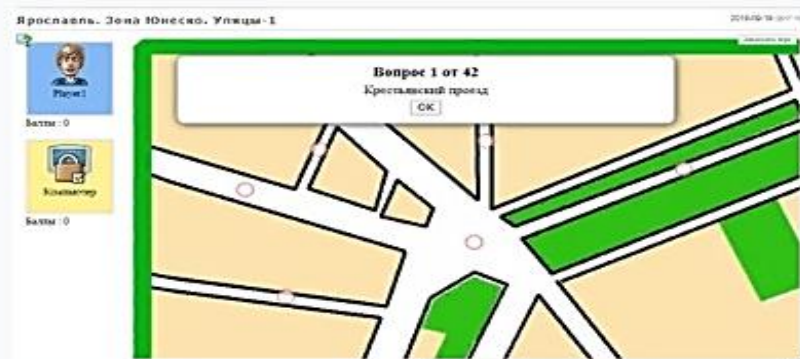 Ярославль. Зона Юнеско. Улицы-1
Вопрос 1 от 42
Крестьянский проезд
OK
Player1
Баллы : 0
Компьютер
Баллы : 0